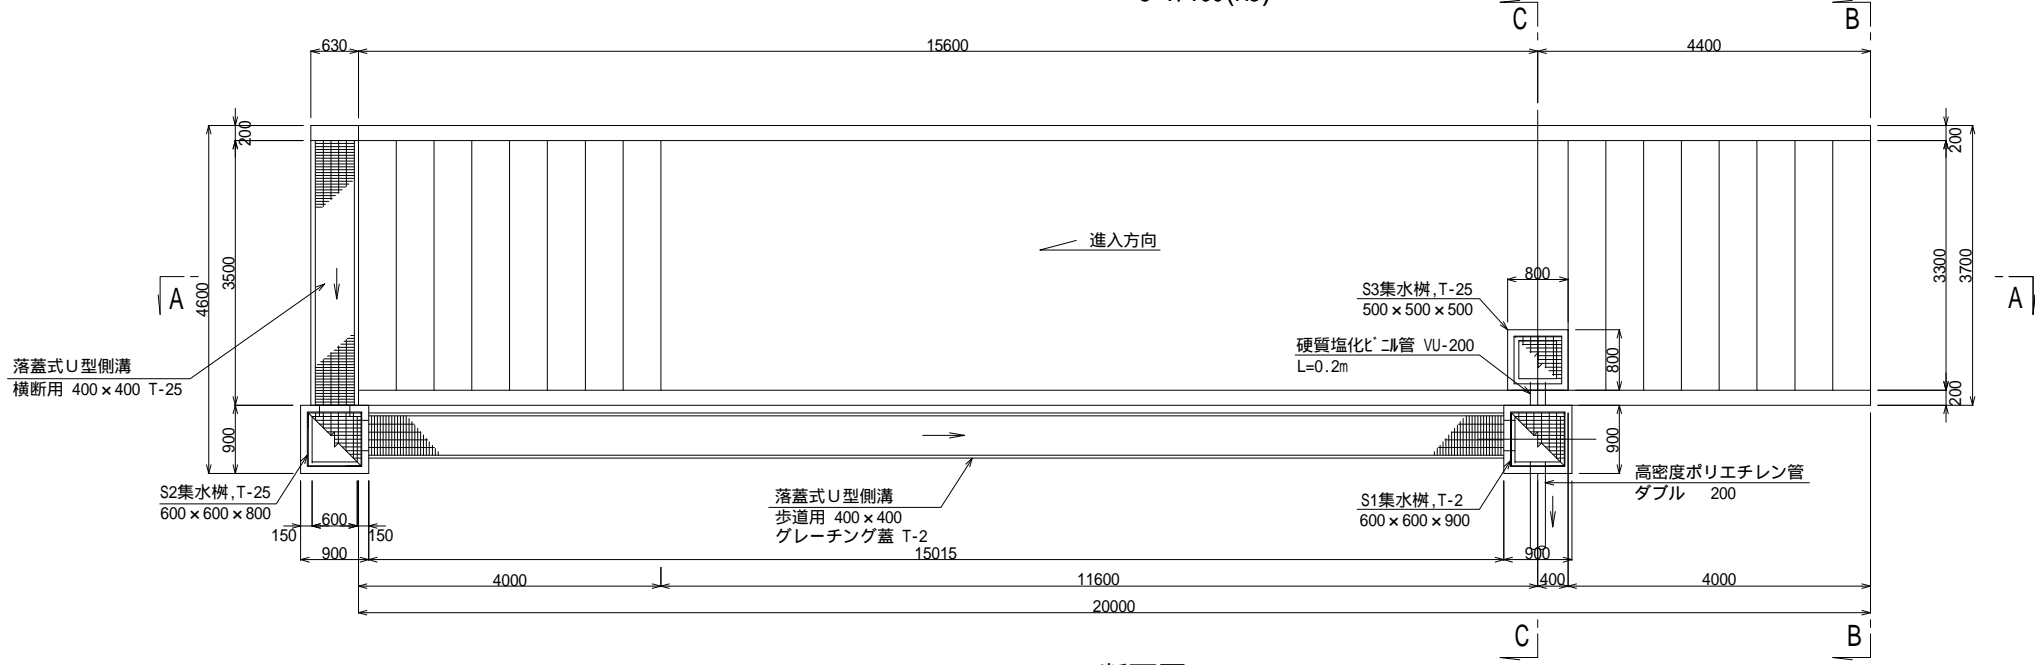 C
B
630
15600
4400
200
3500
4600
900
200
3300
3700
200
進入方向
800
800
900
A
A
S3集水桝,T-25
500×500×500
硬質塩化ビニル管 VU-200
L=0.2m
落蓋式U型側溝
横断用 400×400 T-25
S2集水桝,T-25
600×600×800
落蓋式U型側溝
歩道用 400×400
グレーチング蓋 T-2
S1集水桝,T-2
600×600×900
高密度ポリエチレン管
ダブル 200
150
600
150
900
15015
900
4000
11600
400
4000
20000
C
B